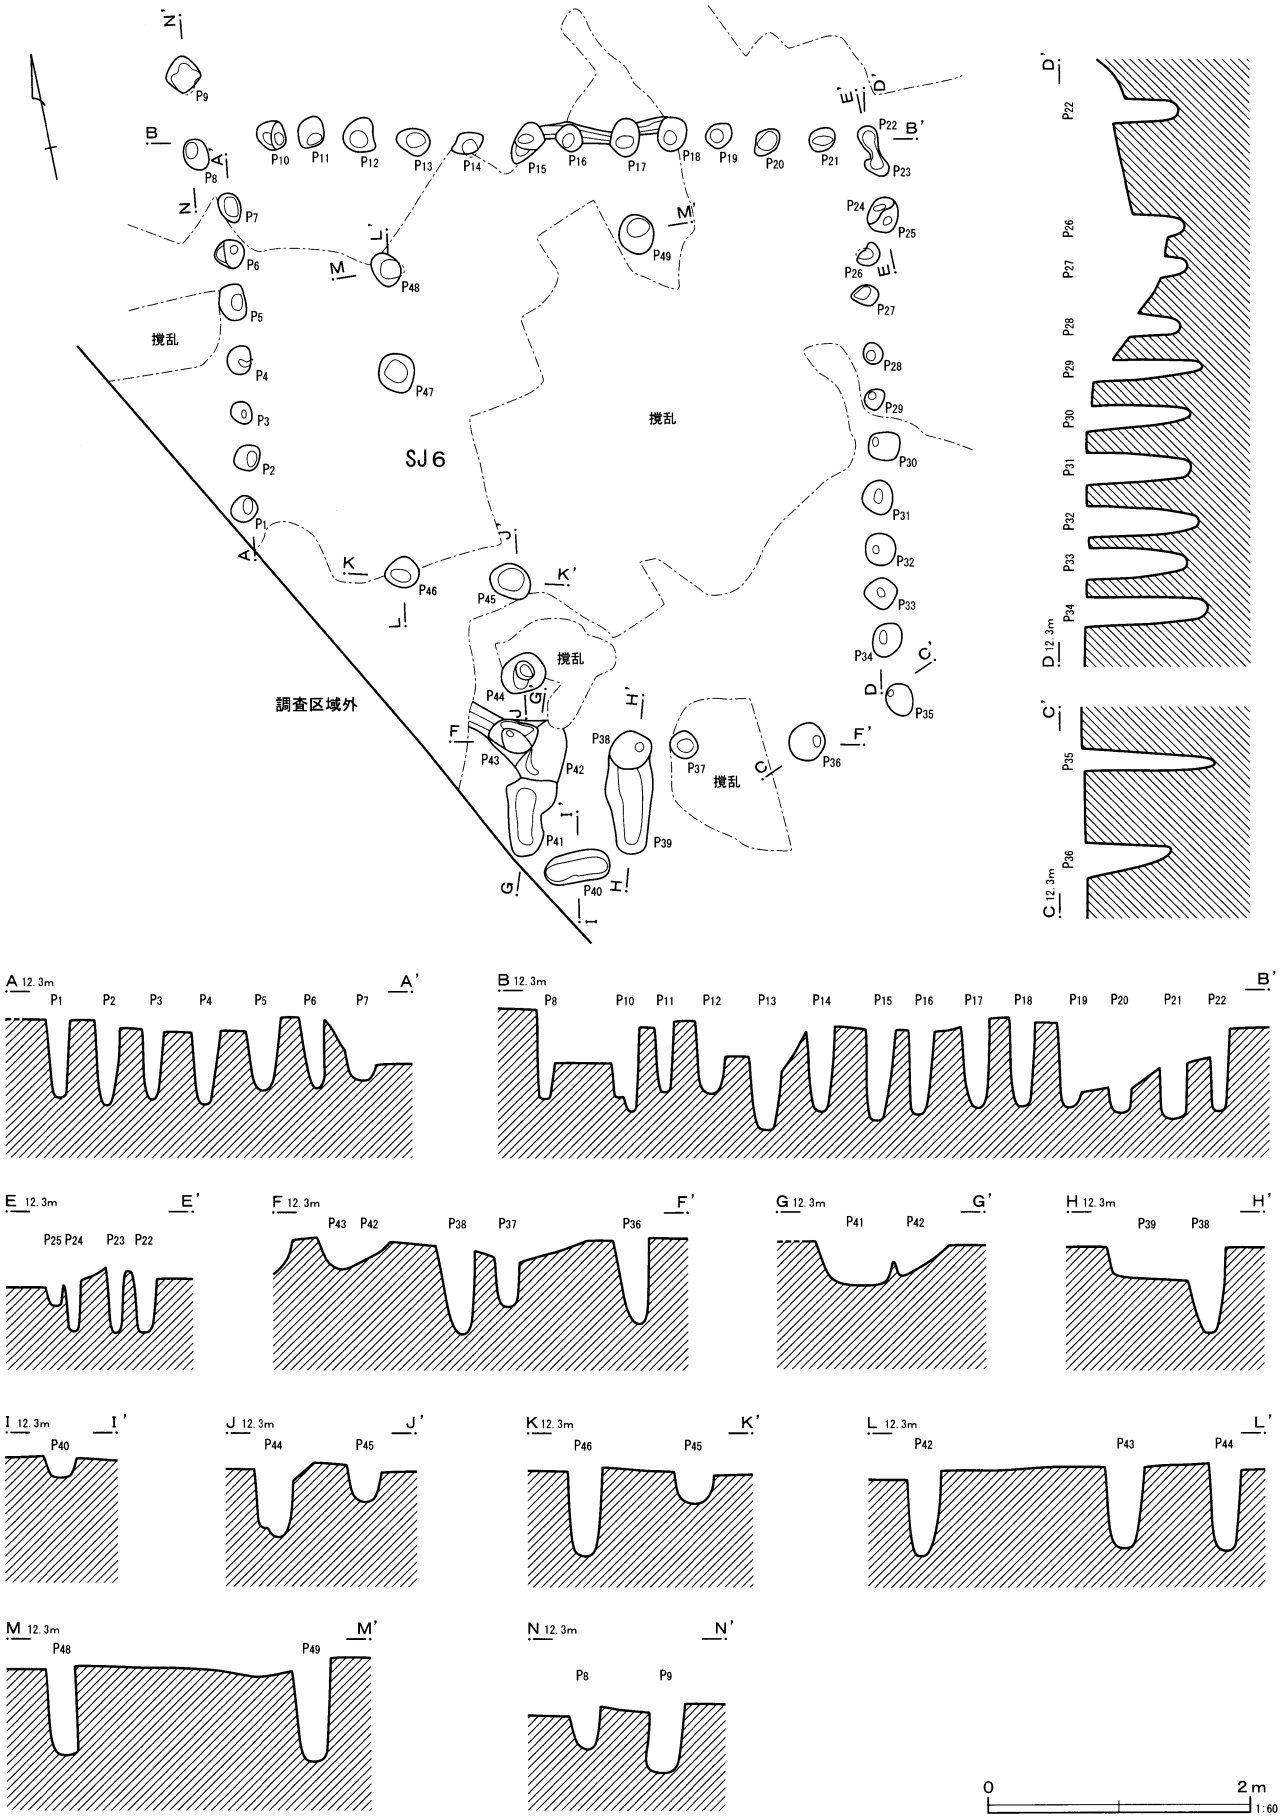 N'
P9
D'
E'
D'
P22
B
B'
P22
A'
P10
P11
P12
P13
P14
P15
P16
P17
P18
P19
P20
P21
P23
P8
N
P7
P24
P25
L'
M'
P26
P6
M
P49
P26
E
P48
P27
P5
P27
攪乱
P28
P28
P4
P29
P47
P29
P3
攪乱
P30
P30
P2
SJ6
P31
P31
P1
P32
A
J'
P32
K
K'
P33
P46
P45
P33
P34
L
P34
C'
D 12.3m
攪乱
P44
G'
H'
D
調査区域外
J
P35
C'
F
P38
F'
P43
P42
P37
P36
P35
C
攪乱
I'
P41
P39
P36
G
P40
H
C 12.3m
I
A 12.3m
A'
P1
P2
P3
P4
P5
P6
P7
B 12.3m
B'
P8
P10
P11
P12
P13
P14
P15
P16
P17
P18
P19
P20
P21
P22
E 12.3m
E'
P25
P24
P23
P22
F 12.3m
F'
P43
P42
P38
P37
P36
G 12.3m
G'
P41
P42
H 12.3m
H'
P39
P38
I 12.3m
I'
P40
J 12.3m
J'
P44
P45
K 12.3m
K'
P46
P45
L 12.3m
L'
P42
P43
P44
M 12.3m
M'
P48
P49
N 12.3m
N'
P8
P9
0
2m
1:60